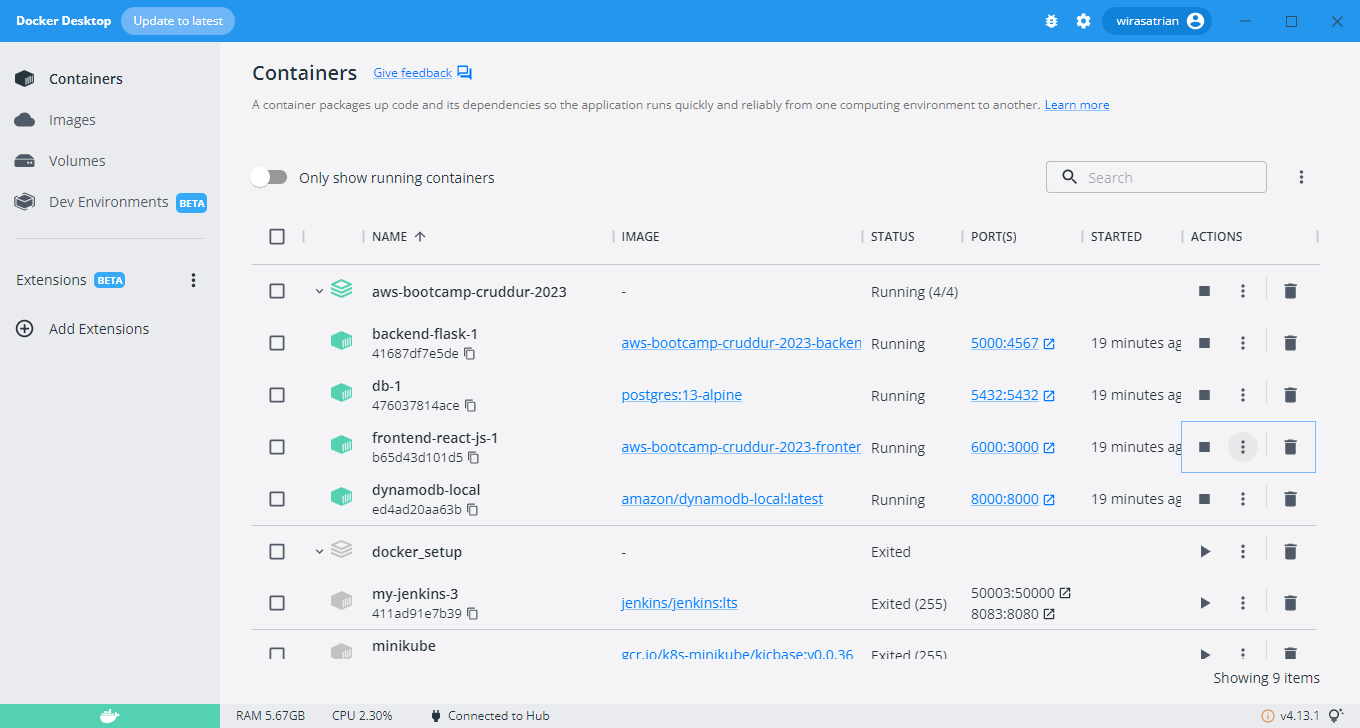 Docker Desktop Update to latest wirasatrian
Containers
Images
Volumes
Dev Environments BETA
Extensions BETA
Add Extensions
Containers Give feedback
A container packages up code and its dependencies so the application runs quickly and reliably from one computing environment to another. Learn more
Only show running containers Search
NAME IMAGE STATUS PORT(S) STARTED ACTIONS
aws-bootcamp-cruddur-2023 - Running (4/4)
backend-flask-1
41687df7e5de aws-bootcamp-cruddur-2023-backen Running 5000:4567 19 minutes ag
db-1
476037814ace postgres:13-alpine Running 5432:5432 19 minutes ag
frontend-react-js-1
b65d43d101d5 aws-bootcamp-cruddur-2023-fronter Running 6000:3000 19 minutes ag
dynamodb-local
ed4ad20aa63b amazon/dynamodb-local:latest Running 8000:8000 19 minutes ag
docker_setup - Exited
my-jenkins-3 50003:50000
411ad91e7b39 jenkins/jenkins:lts Exited (255) 8083:8080
minikube
gcr.io/k8s-minikube/kicbase:v0.0.36 Exited (255)
Showing 9 items
RAM 5.67GB CPU 2.30% Connected to Hub v4.13.1